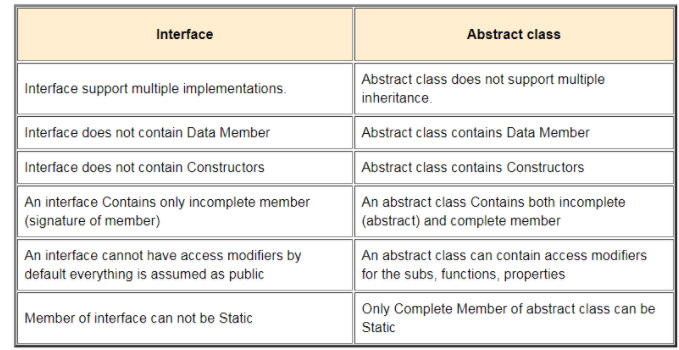 Interface
Abstract class
Interface support multiple implementations.
Abstract class does not support multiple
inheritance.
Interface does not contain Data Member
Abstract class contains Data Member
Interface does not contain Constructors
Abstract class contains Constructors
An interface Contains only incomplete member
(signature of member)
An abstract class Contains both incomplete
(abstract) and complete member
An interface cannot have access modifiers by
default everything is assumed as public
An abstract class can contain access modifiers
for the subs, functions, properties
Member of interface can not be Static
Only Complete Member of abstract class can be
Static